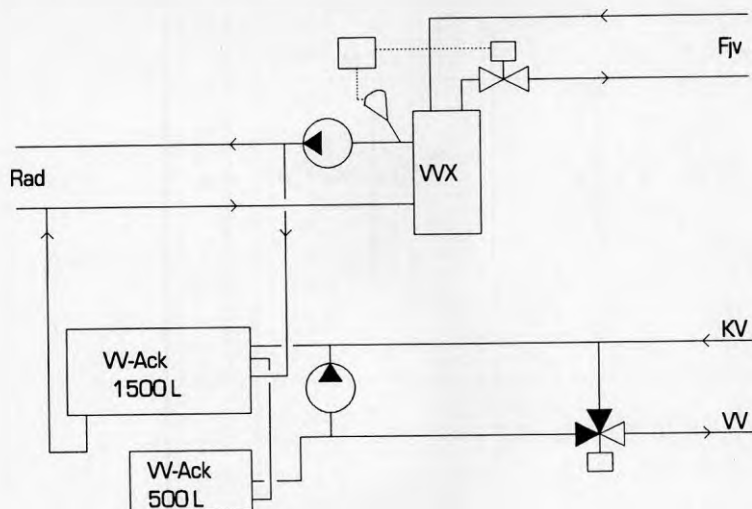 Fjv
Rad
VVX
VV-Ack
1500 L
KV
VV
VV-Ack
500 L